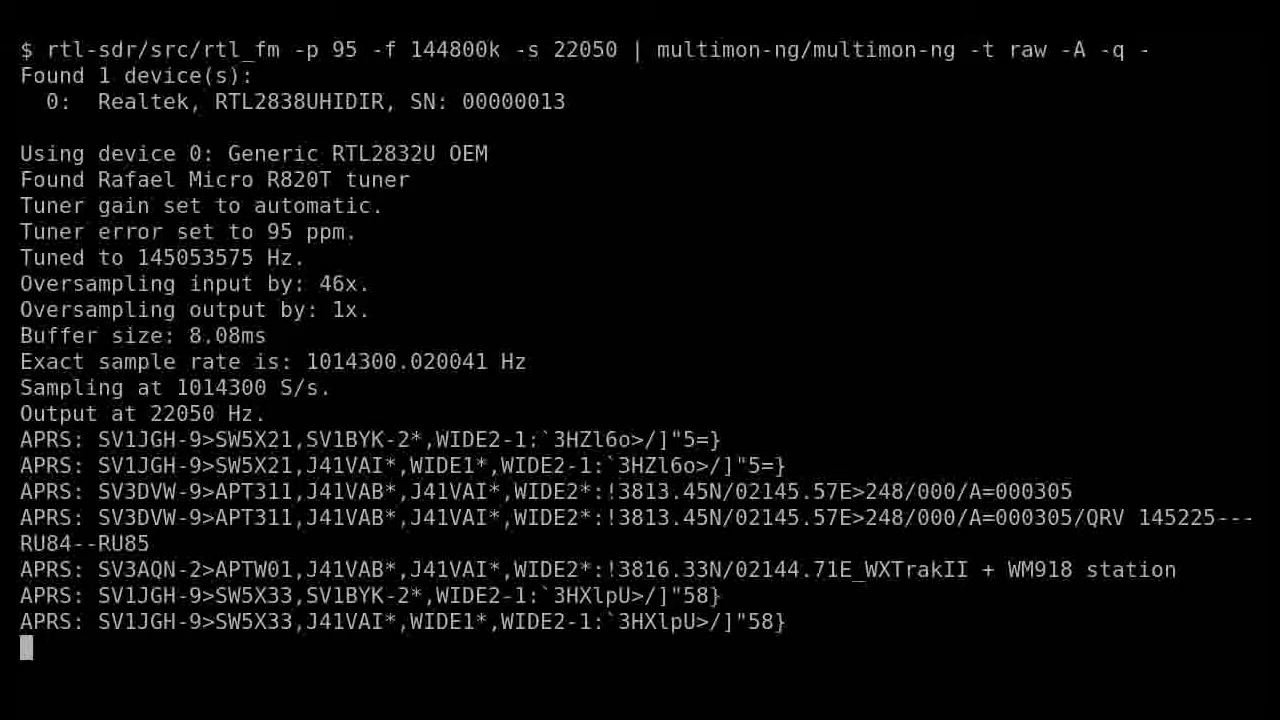 $ rtl-sdr/src/rtl_fm -p 95 -f 144800k -s 22050 | multimon-ng/multimon-ng -t raw -A -q -
Found 1 device(s):
  0:  Realtek, RTL2838UHIDIR, SN: 00000013

Using device 0: Generic RTL2832U OEM
Found Rafael Micro R820T tuner
Tuner gain set to automatic.
Tuner error set to 95 ppm.
Tuned to 145053575 Hz.
Oversampling input by: 46x.
Oversampling output by: 1x.
Buffer size: 8.08ms
Exact sample rate is: 1014300.020041 Hz
Sampling at 1014300 S/s.
Output at 22050 Hz.
APRS: SV1JGH-9>SW5X21,SV1BYK-2*,WIDE2-1:`3HZl6o>/]"5=}
APRS: SV1JGH-9>SW5X21,J41VAI*,WIDE1*,WIDE2-1:`3HZl6o>/]"5=}
APRS: SV3DVW-9>APT311,J41VAB*,J41VAI*,WIDE2*:!3813.45N/02145.57E>248/000/A=000305
APRS: SV3DVW-9>APT311,J41VAB*,J41VAI*,WIDE2*:!3813.45N/02145.57E>248/000/A=000305/QRV 145225---
RU84--RU85
APRS: SV3AQN-2>APTW01,J41VAB*,J41VAI*,WIDE2*:!3816.33N/02144.71E_WXTrakII + WM918 station
APRS: SV1JGH-9>SW5X33,SV1BYK-2*,WIDE2-1:`3HXlpU>/]"58}
APRS: SV1JGH-9>SW5X33,J41VAI*,WIDE1*,WIDE2-1:`3HXlpU>/]"58}